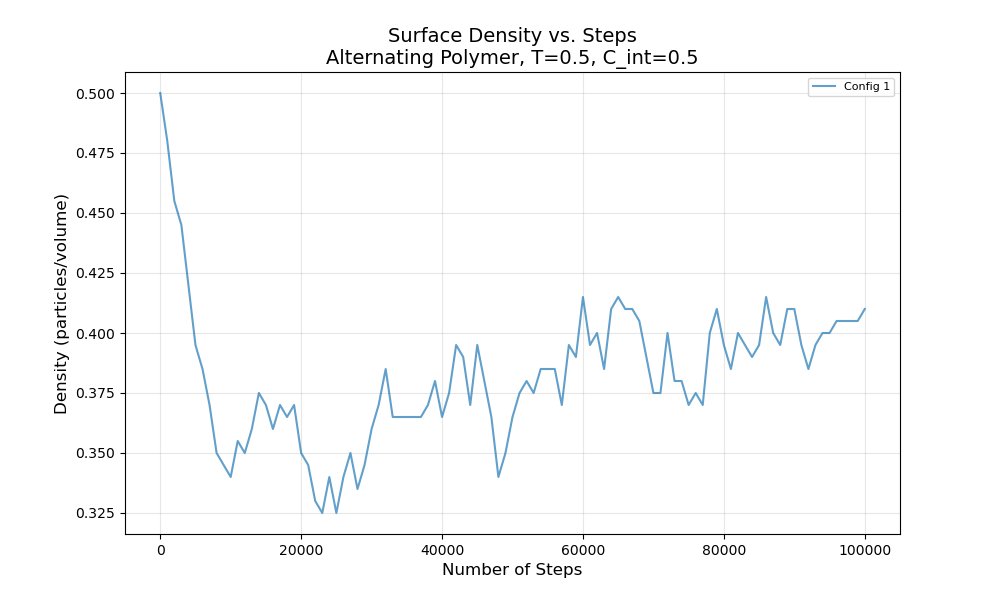 Surface Density vs. Steps
Alternating Polymer, T=0.5, C_int=0.5
Config 1
Density (particles/volume)
0.500
0.475
0.450
0.425
0.400
0.375
0.350
0.325
0
20000
40000
60000
80000
100000
Number of Steps